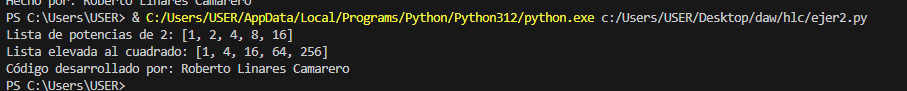 Hecho por: Roberto Linares Camarero
PS C:\Users\USER> & C:/Users/USER/AppData/Local/Programs/Python/Python312/python.exe c:/Users/USER/Desktop/daw/hlc/ejer2.py
Lista de potencias de 2: [1, 2, 4, 8, 16]
Lista elevada al cuadrado: [1, 4, 16, 64, 256]
Código desarrollado por: Roberto Linares Camarero
PS C:\Users\USER>